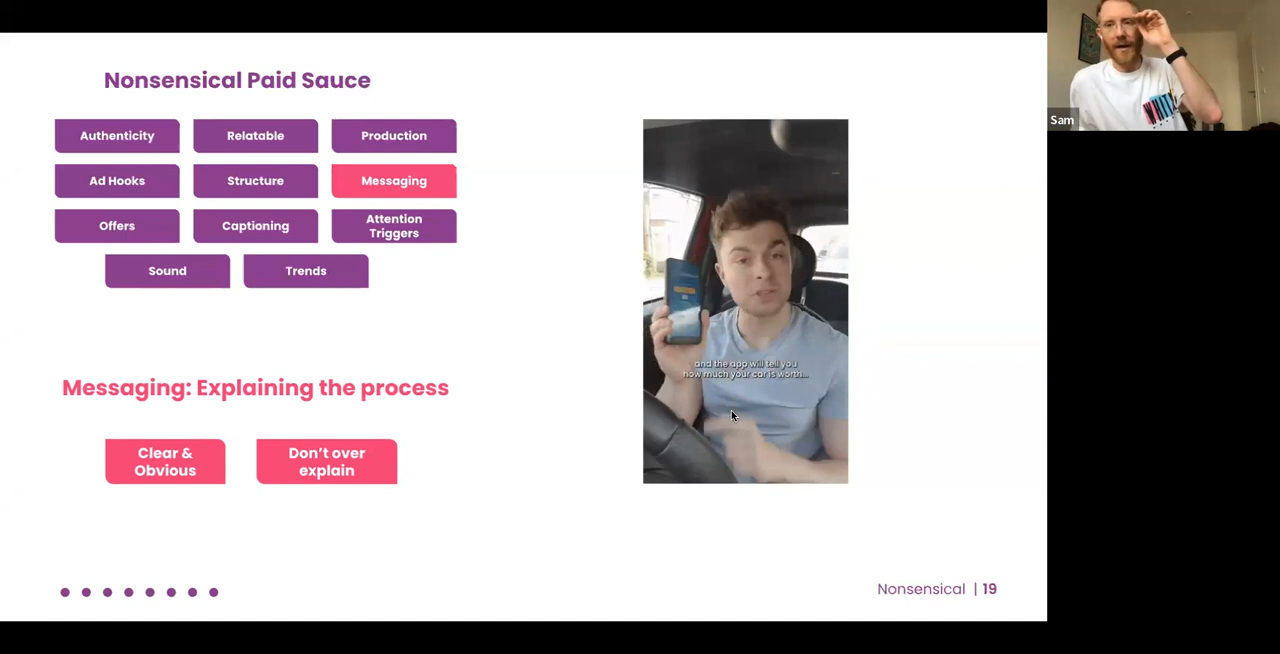 Nonsensical Paid Sauce
Authenticity
Relatable
Production
Ad Hooks
Structure
Messaging
Offers
Captioning
Attention
Triggers
Sound
Trends
Messaging: Explaining the process
Clear &
Obvious
Don’t over
explain
and the app will tell you
how much your car is worth...
Nonsensical | 19
Sam